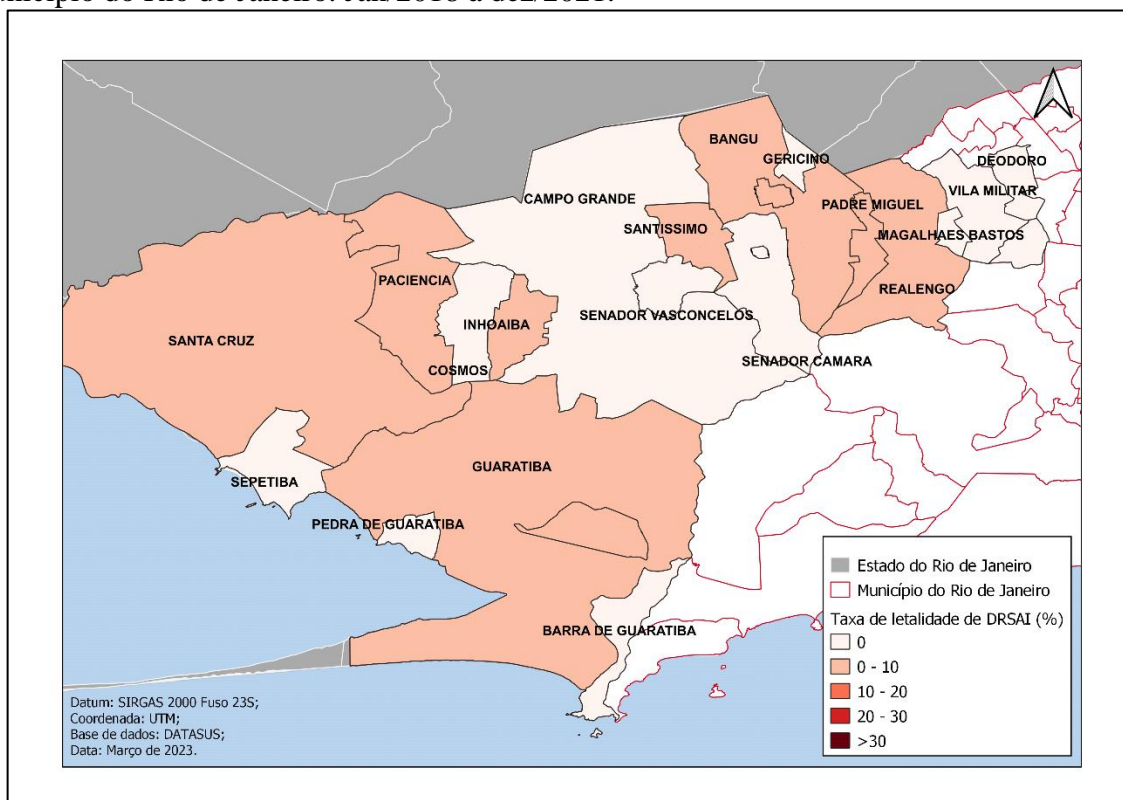 BANGU
GERICINO
DEODORO
VILA MILITAR
CAMPO GRANDE
PADRE MIGUEL
SANTISSIMO
MAGALHAES BASTOS
PACIENCIA
REALENGO
SENADOR VASCONCELOS
INHOAIBA
SANTA CRUZ
SENADOR CAMARA
COSMOS
GUARATIBA
SEPETIBA
PEDRA DE GUARATIBA
BARRA DE GUARATIBA
Estado do Rio de Janeiro
Município do Rio de Janeiro
Taxa de letalidade de DRSAI (%)
0
0 - 10
10 - 20
20 - 30
>30
Datum: SIRGAS 2000 Fuso 23S;
Coordenada: UTM;
Base de dados: DATASUS;
Data: Março de 2023.